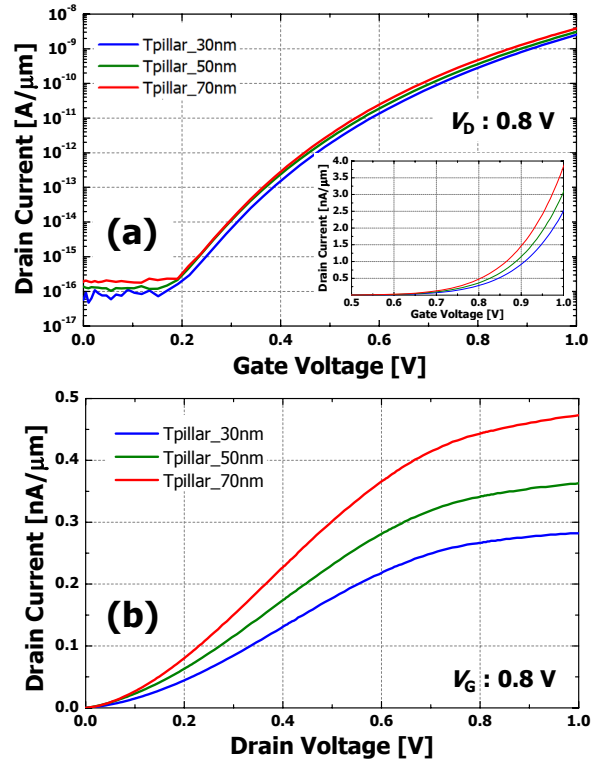 10^-8
10^-9
10^-10
10^-11
10^-12
10^-13
10^-14
10^-15
10^-16
10^-17
Drain Current [A/μm]
Tpillar_30nm
Tpillar_50nm
Tpillar_70nm
V_D : 0.8 V
(a)
4.0
3.5
3.0
2.5
2.0
1.5
1.0
0.5
Drain Current [nA/μm]
0.5 0.6 0.7 0.8 0.9 1.0
Gate Voltage [V]
0.0 0.2 0.4 0.6 0.8 1.0
Gate Voltage [V]
0.5
0.4
0.3
0.2
0.1
0.0
Drain Current [nA/μm]
Tpillar_30nm
Tpillar_50nm
Tpillar_70nm
(b)
V_G : 0.8 V
0.0 0.2 0.4 0.6 0.8 1.0
Drain Voltage [V]